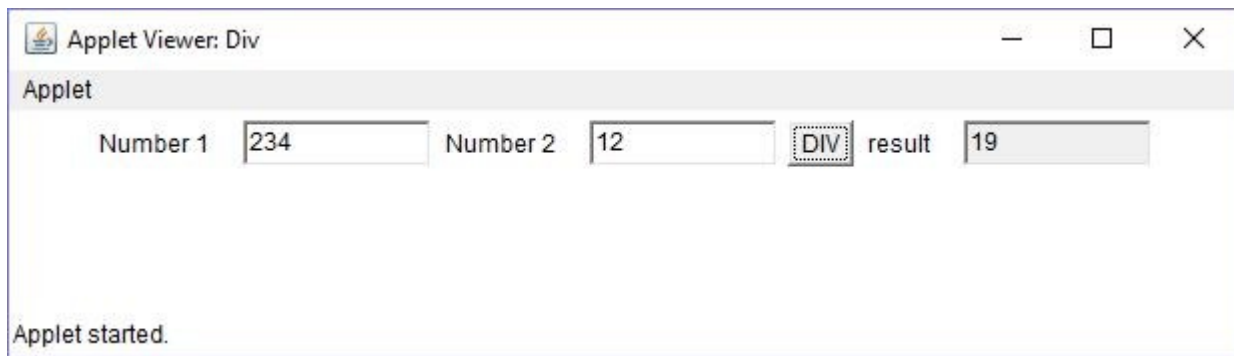 Applet Viewer: Div
Applet
Number 1 234 Number 2 12 DIV result 19
Applet started.